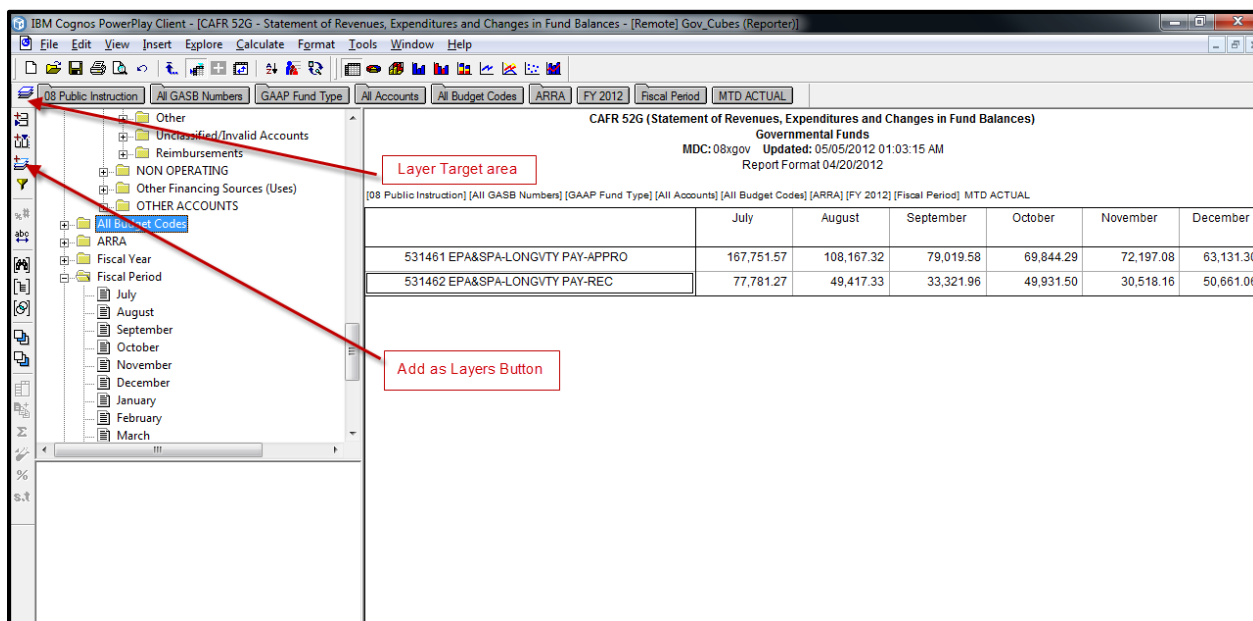 IBM Cognos PowerPlay Client - [CAFR 52G - Statement of Revenues, Expenditures and Changes in Fund Balances - [Remote] Gov_Cubes (Reporter)]
File Edit View Insert Explore Calculate Format Tools Window Help
08 Public Instruction All GASB Numbers GAAP Fund Type All Accounts All Budget Codes ARRA FY 2012 Fiscal Period MTD ACTUAL
Other
Unclassified/Invalid Accounts
Reimbursements
NON OPERATING
Other Financing Sources (Uses)
OTHER ACCOUNTS
All Budget Codes
ARRA
Fiscal Year
Fiscal Period
July
August
September
October
November
December
January
February
March
abc
%
s.t
Layer Target area
Add as Layers Button
CAFR 52G (Statement of Revenues, Expenditures and Changes in Fund Balances)
Governmental Funds
MDC: 08xgov Updated: 05/05/2012 01:03:15 AM
Report Format 04/20/2012
[08 Public Instruction] [All GASB Numbers] [GAAP Fund Type] [All Accounts] [All Budget Codes] [ARRA] [FY 2012] [Fiscal Period] MTD ACTUAL
July August September October November December
531461 EPA&SPA-LONGVTY PAY-APPRO 167,751.57 108,167.32 79,019.58 69,844.29 72,197.08 63,131.30
531462 EPA&SPA-LONGVTY PAY-REC 77,781.27 49,417.33 33,321.96 49,931.50 30,518.16 50,661.06